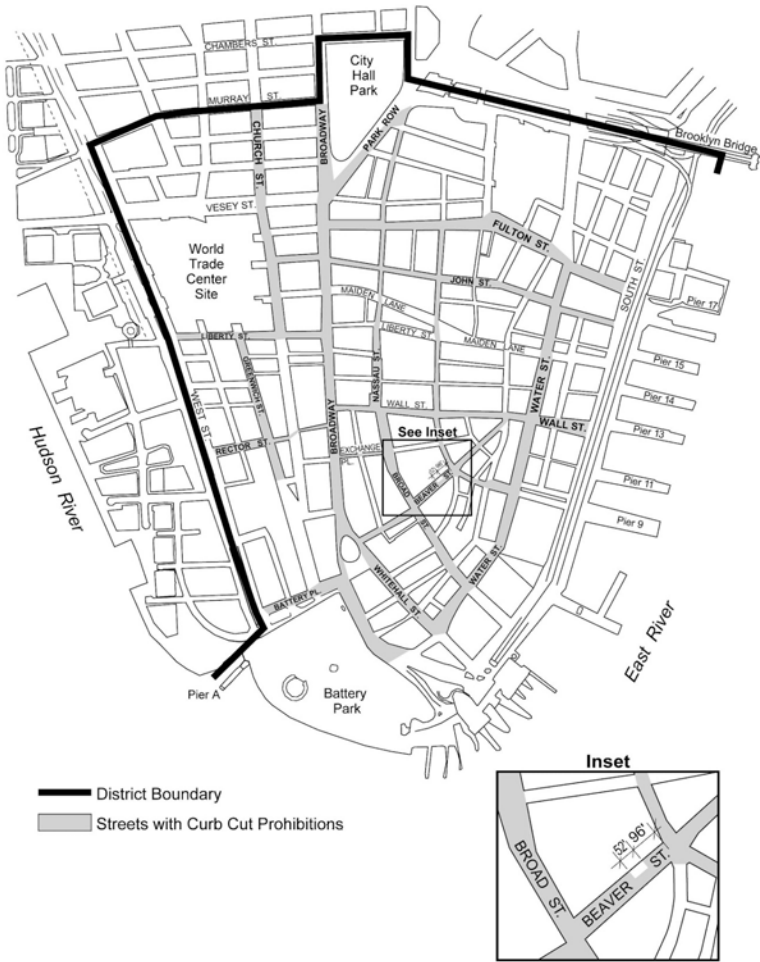 CHAMBERS ST.
City
Hall
Park
MURRAY ST.
CHURCH ST.
BROADWAY
PARK ROW
Brooklyn Bridge
VESEY ST.
FULTON ST.
World
Trade
Center
Site
JOHN ST.
SOUTH ST.
MAIDEN LANE
Pier 17
LIBERTY ST.
LIBERTY ST.
MAIDEN LANE
NASSAU ST.
WATER ST.
Pier 15
GREENWICH ST.
WEST ST.
Pier 14
WALL ST.
WALL ST.
BROADWAY
See Inset
Pier 13
RECTOR ST.
EXCHANGE
PL.
Hudson River
BROAD ST
BEAVER ST.
52' 96'
Pier 11
Pier 9
WATER ST.
WHITEHALL ST.
BATTERY PL.
East River
Pier A
Battery
Park
Inset
District Boundary
Streets with Curb Cut Prohibitions
52' 96'
BROAD ST.
BEAVER ST.